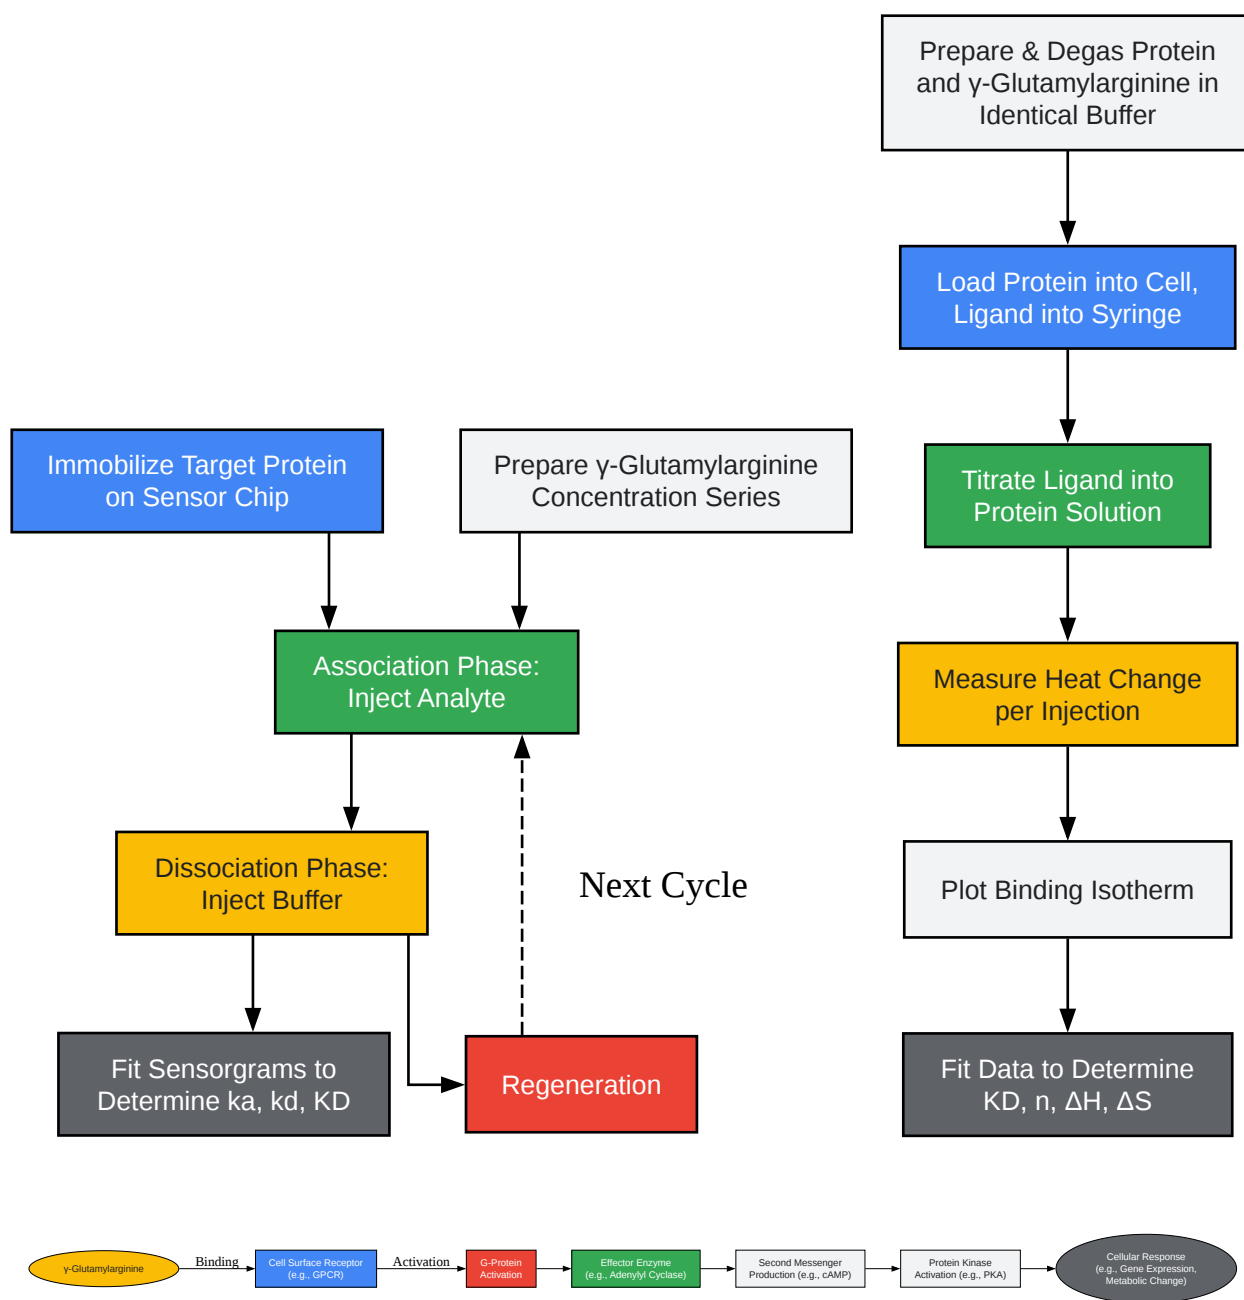 Prepare & Degas Protein
and γ-Glutamylarginine in
Identical Buffer
Load Protein into Cell,
Ligand into Syringe
Immobilize Target Protein
on Sensor Chip
Prepare γ-Glutamylarginine
Concentration Series
Titrate Ligand into
Protein Solution
Association Phase:
Inject Analyte
Measure Heat Change
per Injection
Dissociation Phase:
Inject Buffer
Next Cycle
Plot Binding Isotherm
Fit Sensorgrams to
Determine ka, kd, KD
Regeneration
Fit Data to Determine
KD, n, ΔH, ΔS
γ-Glutamylarginine
Binding
Cell Surface Receptor
(e.g., GPCR)
Activation
G-Protein
Activation
Effector Enzyme
(e.g., Adenylyl Cyclase)
Second Messenger
Production (e.g., cAMP)
Protein Kinase
Activation (e.g., PKA)
Cellular Response
(e.g., Gene Expression,
Metabolic Change)